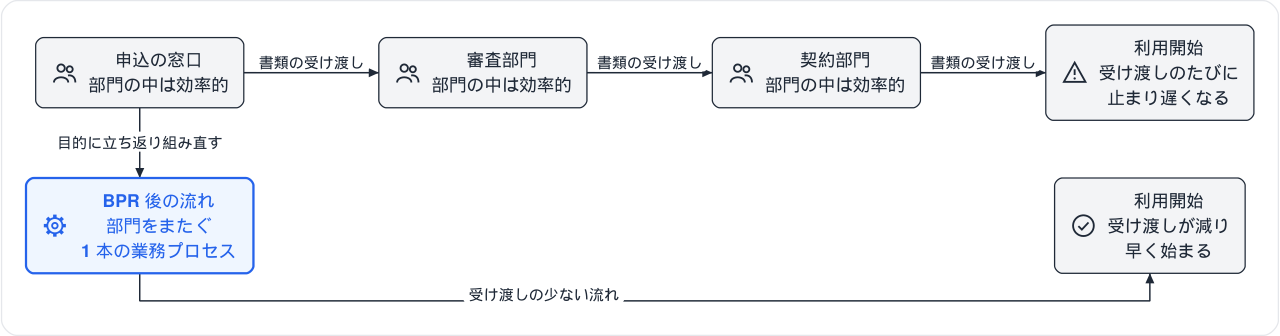 申込の窓口
部門の中は効率的
書類の受け渡し
審査部門
部門の中は効率的
書類の受け渡し
契約部門
部門の中は効率的
書類の受け渡し
利用開始
受け渡しのたびに
止まり遅くなる
目的に立ち返り組み直す
BPR 後の流れ
部門をまたぐ
1 本の業務プロセス
受け渡しの少ない流れ
利用開始
受け渡しが減り
早く始まる